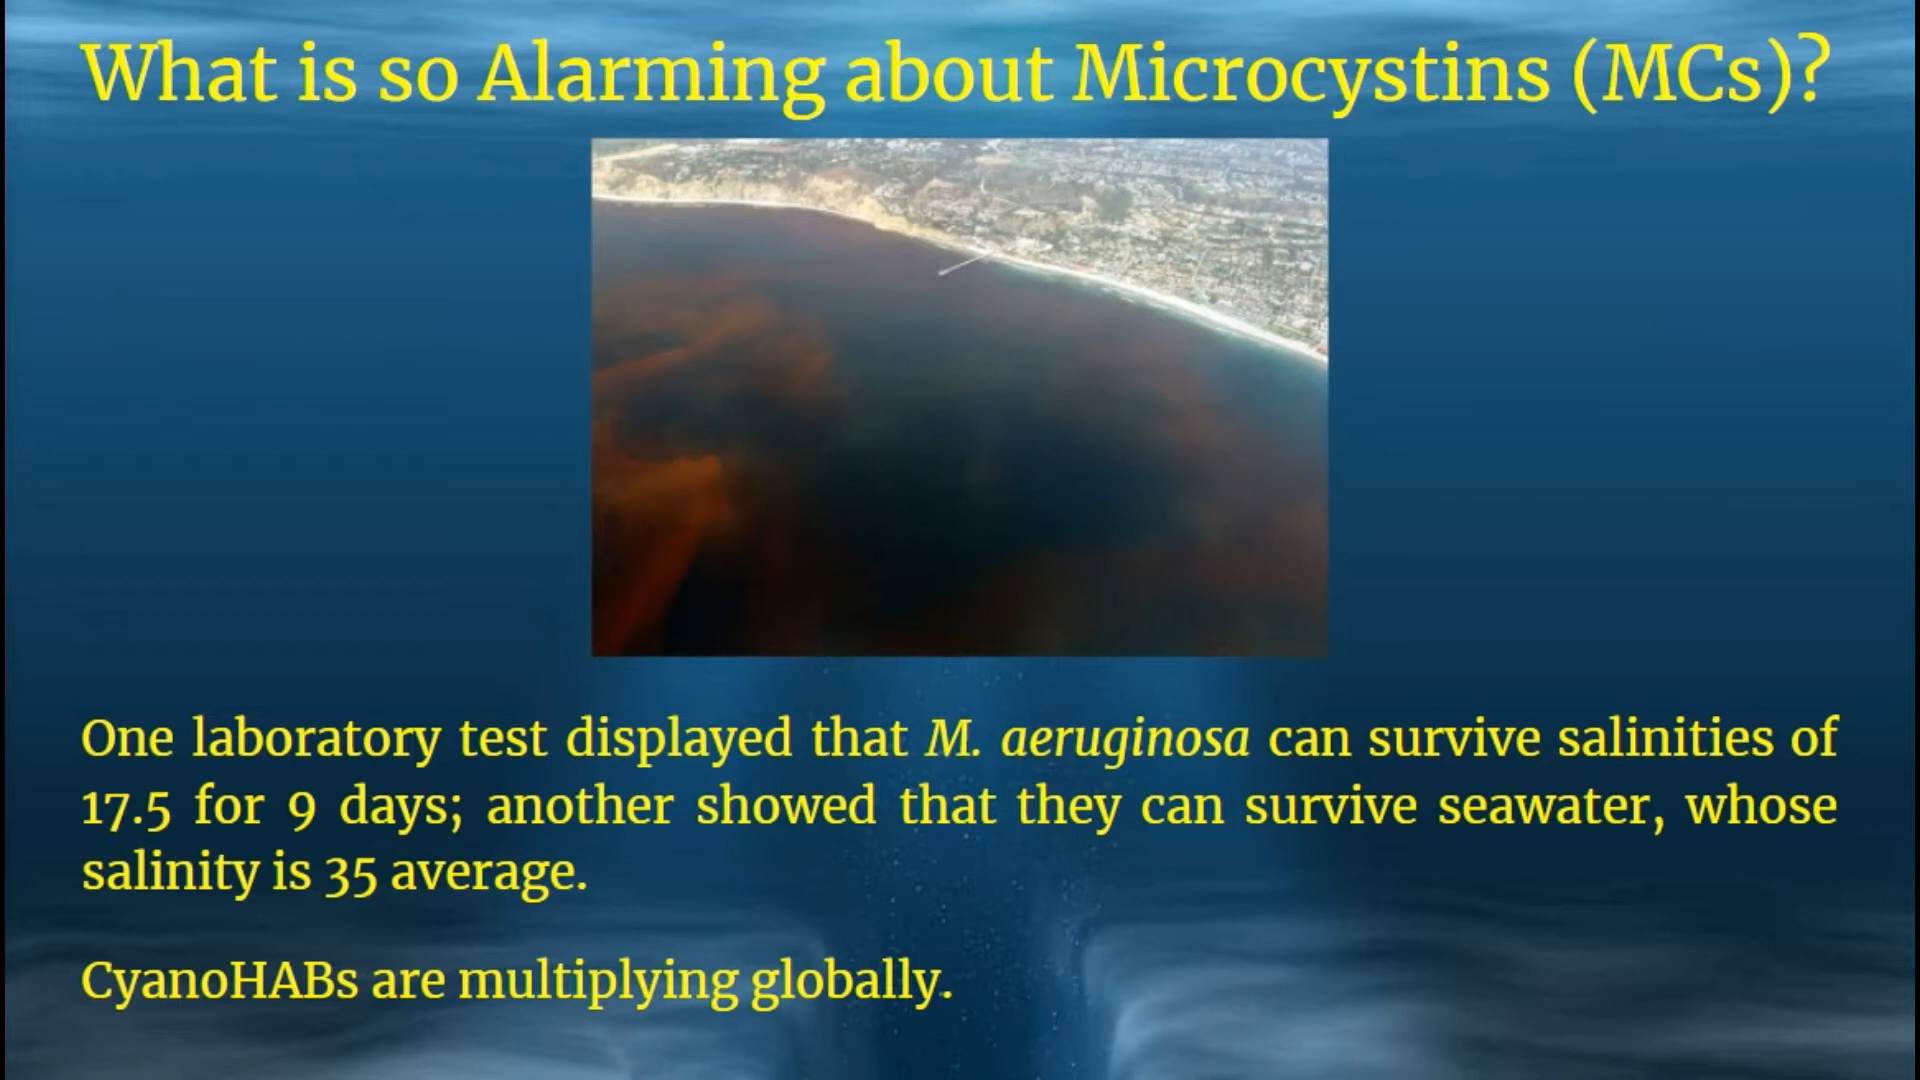 What is so Alarming about Microcystins (MCs)?
One laboratory test displayed that M. aeruginosa can survive salinities of
17.5 for 9 days; another showed that they can survive seawater, whose
salinity is 35 average.
CyanoHABs are multiplying globally.